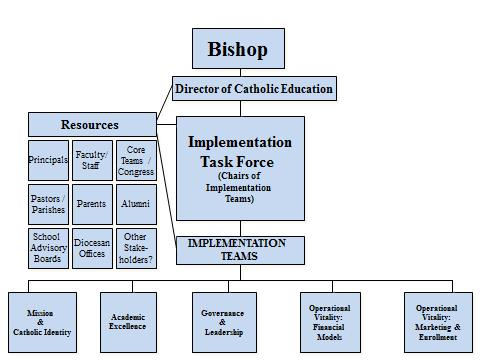 Bishop
Director of Catholic Education
Resources
Implementation
Task Force
(Chairs of
Implementation
Teams)
Principals
Faculty/
Staff
Core
Teams /
Congress
Pastors /
Parishes
Parents
Alumni
School
Advisory
Boards
Diocesan
Offices
Other
Stake-
holders?
IMPLEMENTATION
TEAMS
Mission
&
Catholic Identity
Academic
Excellence
Governance
&
Leadership
Operational
Vitality:
Financial
Models
Operational
Vitality:
Marketing &
Enrollment